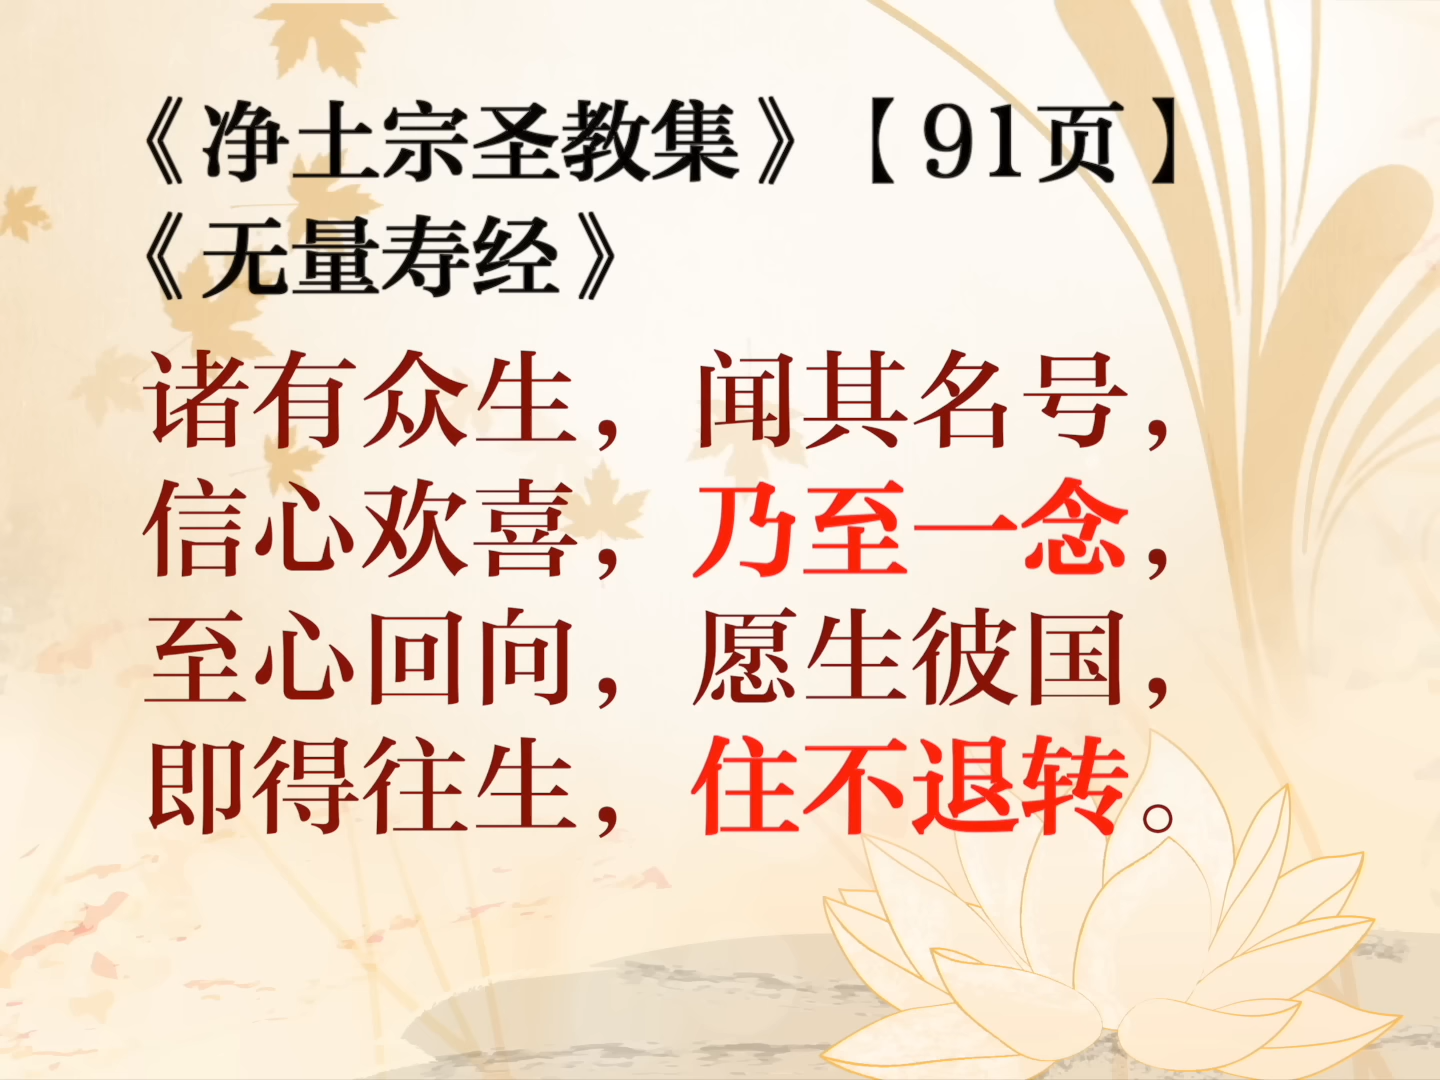 《净土宗圣教集》【91页】
《无量寿经》
诸有众生，闻其名号，
信心欢喜，乃至一念，
至心回向，愿生彼国，
即得往生，住不退转。